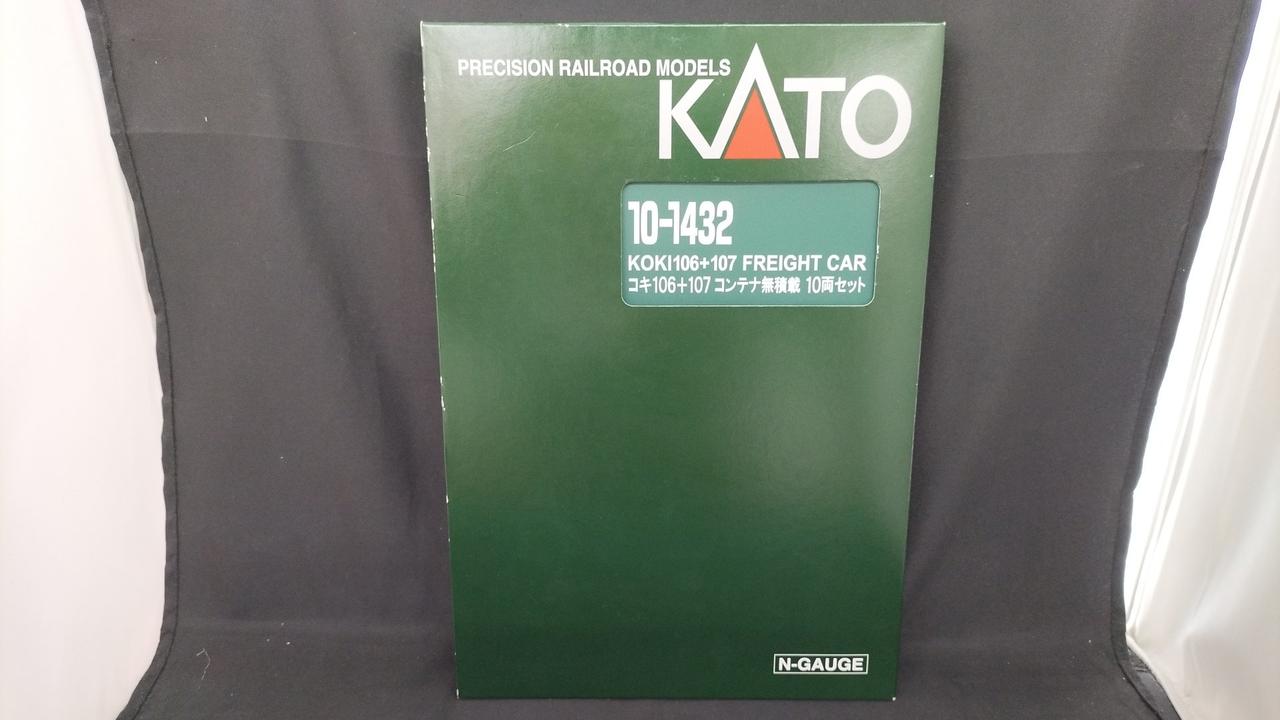 PRECISION RAILROAD MODELS
KATO
10-1432
KOKI106+107 FREIGHT CAR
コキ106+107 コンテナ無積載 10両セット
N-GAUGE